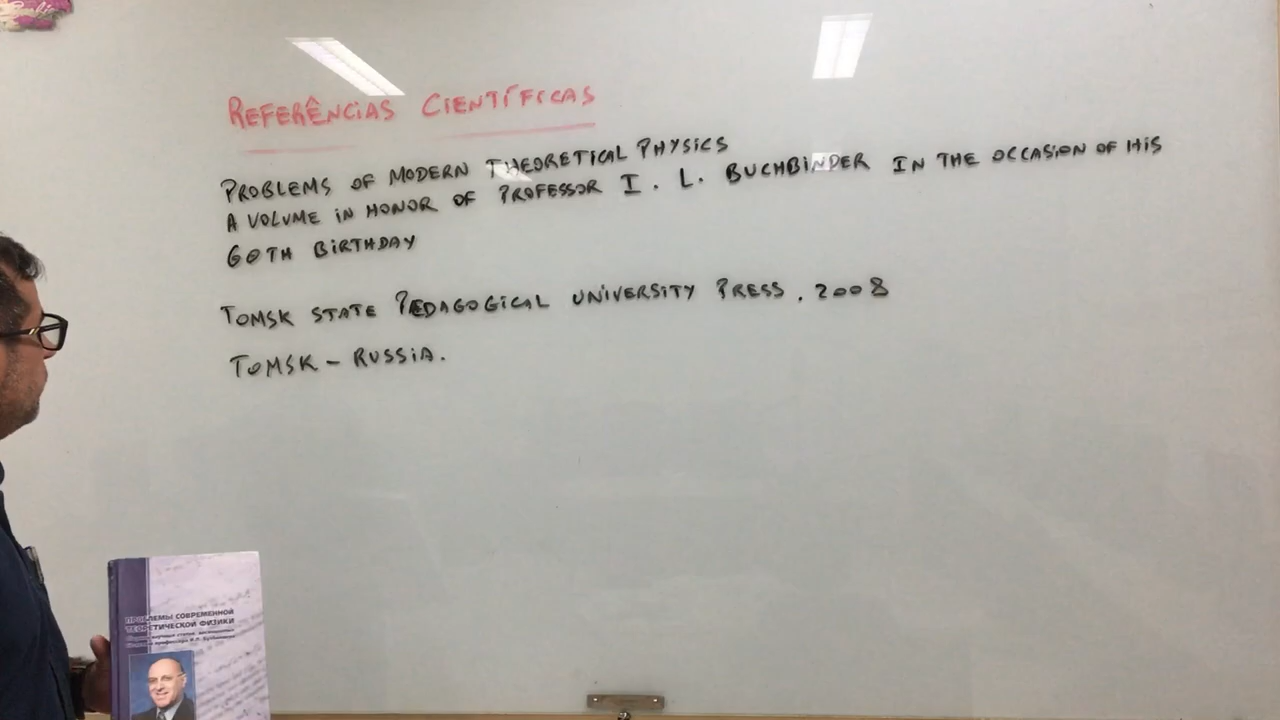 REFERÊNCIAS CIENTÍFICAS
PROBLEMS OF MODERN THEORETICAL PHYSICS
A VOLUME IN HONOR OF PROFESSOR I. L. BUCHBINDER IN THE OCCASION OF HIS
60TH BIRTHDAY
TOMSK STATE PEDAGOGICAL UNIVERSITY PRESS, 2008
TOMSK - RUSSIA.
ПРОБЛЕМЫ СОВРЕМЕННОЙ
ТЕОРЕТИЧЕСКОЙ ФИЗИКИ